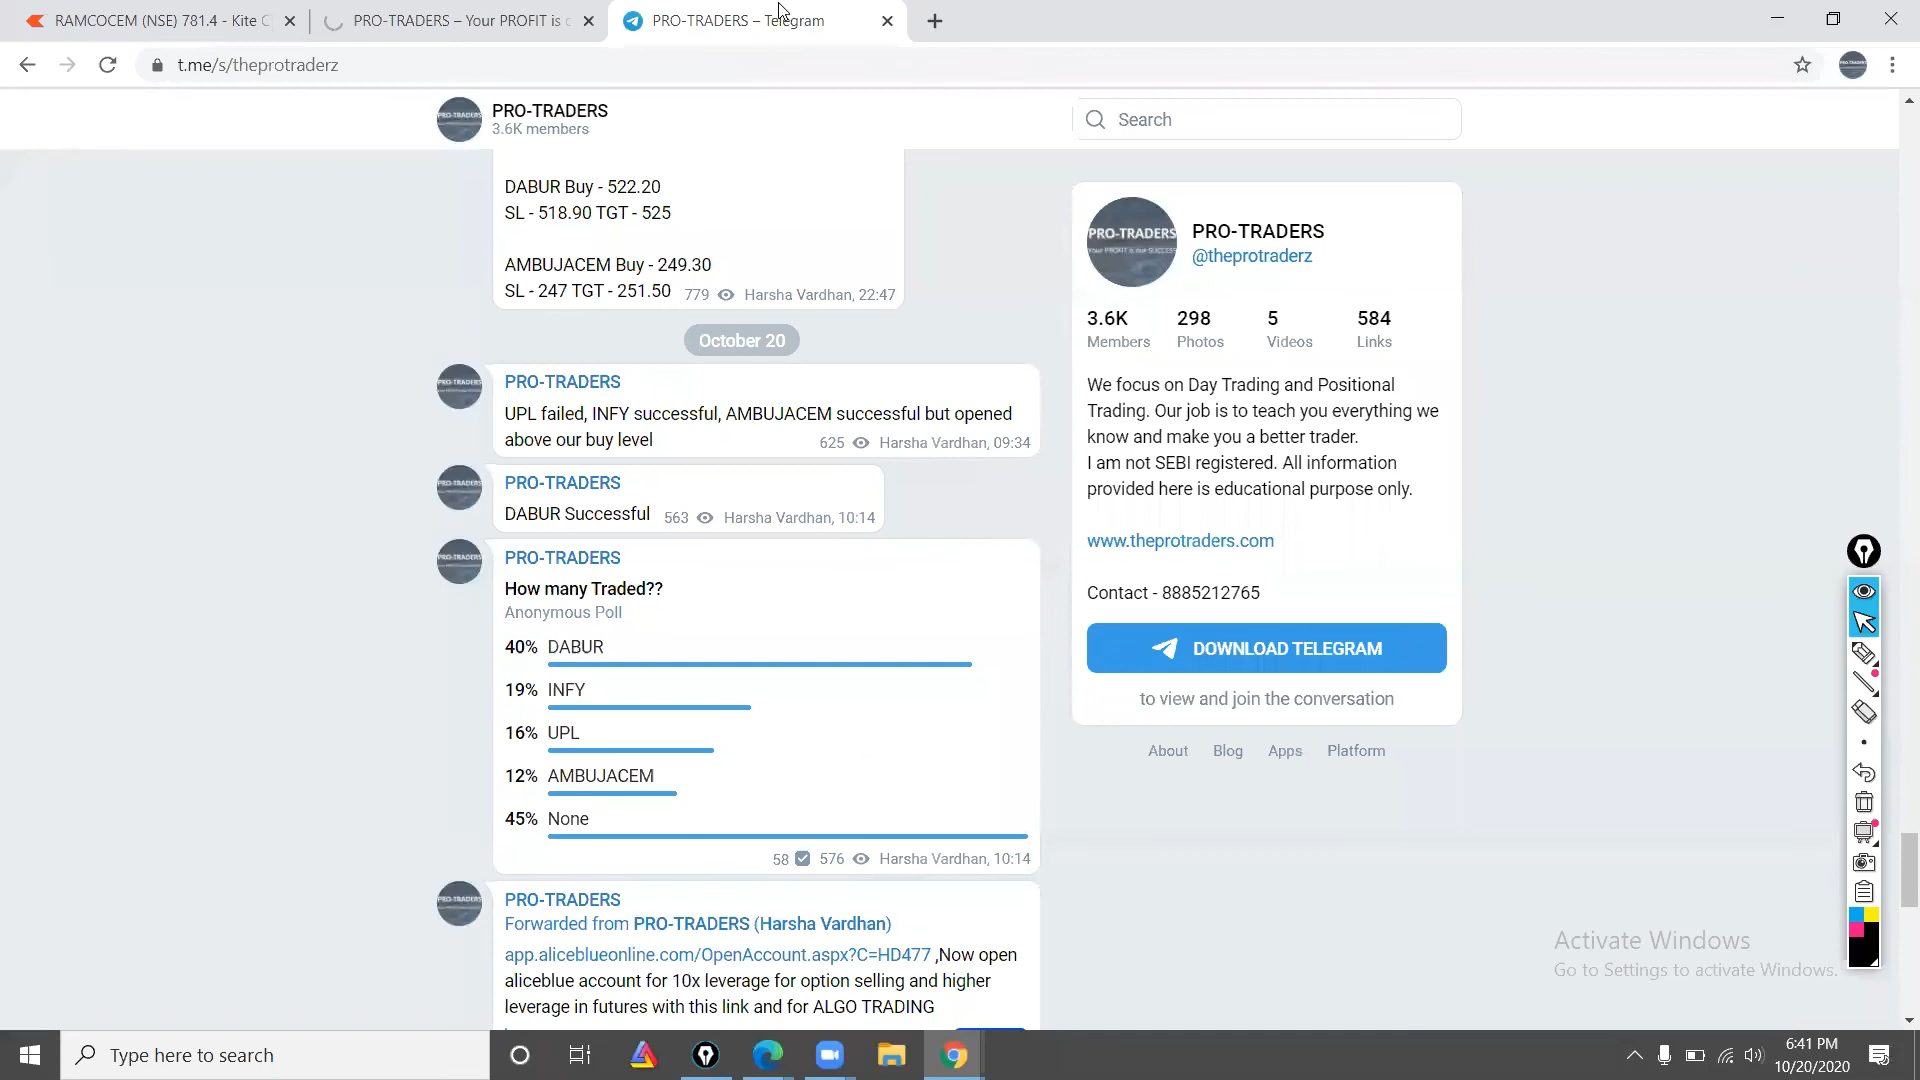 RAMCOCEM (NSE) 781.4 - Kite C
PRO-TRADERS – Your PROFIT is o
PRO-TRADERS – Telegram
t.me/s/theprotraderz
PRO-TRADERS
3.6K members
Search
DABUR Buy - 522.20
SL - 518.90 TGT - 525
AMBUJACEM Buy - 249.30
SL - 247 TGT - 251.50
779 Harsha Vardhan, 22:47
October 20
PRO-TRADERS
UPL failed, INFY successful, AMBUJACEM successful but opened
above our buy level
625 Harsha Vardhan, 09:34
PRO-TRADERS
DABUR Successful
563 Harsha Vardhan, 10:14
PRO-TRADERS
How many Traded??
Anonymous Poll
40% DABUR
19% INFY
16% UPL
12% AMBUJACEM
45% None
58 576 Harsha Vardhan, 10:14
PRO-TRADERS
Forwarded from PRO-TRADERS (Harsha Vardhan)
app.aliceblueonline.com/OpenAccount.aspx?C=HD477 ,Now open
aliceblue account for 10x leverage for option selling and higher
leverage in futures with this link and for ALGO TRADING
PRO-TRADERS
Your PROFIT is our SUCCESS
PRO-TRADERS
@theprotraderz
3.6K Members
298 Photos
5 Videos
584 Links
We focus on Day Trading and Positional
Trading. Our job is to teach you everything we
know and make you a better trader.
I am not SEBI registered. All information
provided here is educational purpose only.
www.theprotraders.com
Contact - 8885212765
DOWNLOAD TELEGRAM
to view and join the conversation
About Blog Apps Platform
Activate Windows
Go to Settings to activate Windows.
Type here to search
6:41 PM
10/20/2020